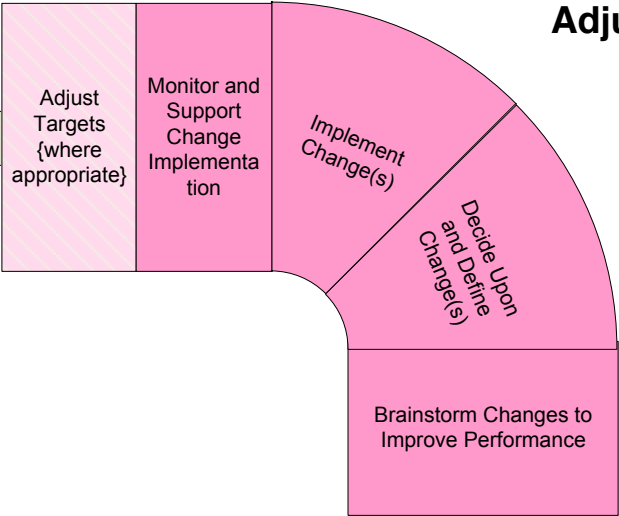 Adju
Adjust
Targets
{where
appropriate}
Monitor and
Support
Change
Implementa
tion
Implement
Change(s)
Decide Upon
and Define
Change(s)
Brainstorm Changes to
Improve Performance